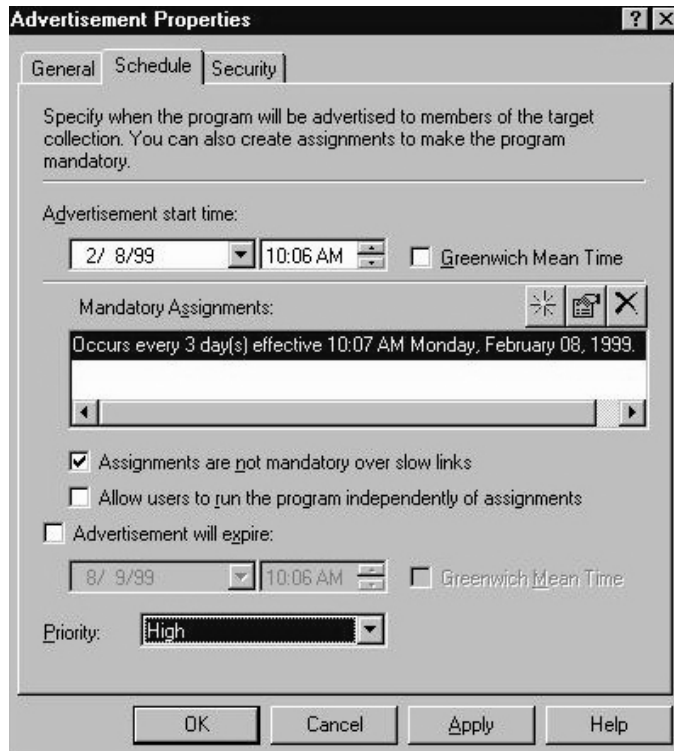 Advertisement Properties
General Schedule Security
Specify when the program will be advertised to members of the target
collection. You can also create assignments to make the program
mandatory.
Advertisement start time:
2/ 8/99 10:06 AM Greenwich Mean Time
Mandatory Assignments:
Occurs every 3 day(s) effective 10:07 AM Monday, February 08, 1999.
Assignments are not mandatory over slow links
Allow users to run the program independently of assignments
Advertisement will expire:
8/ 9/99 10:06 AM Greenwich Mean Time
Priority: High
OK Cancel Apply Help